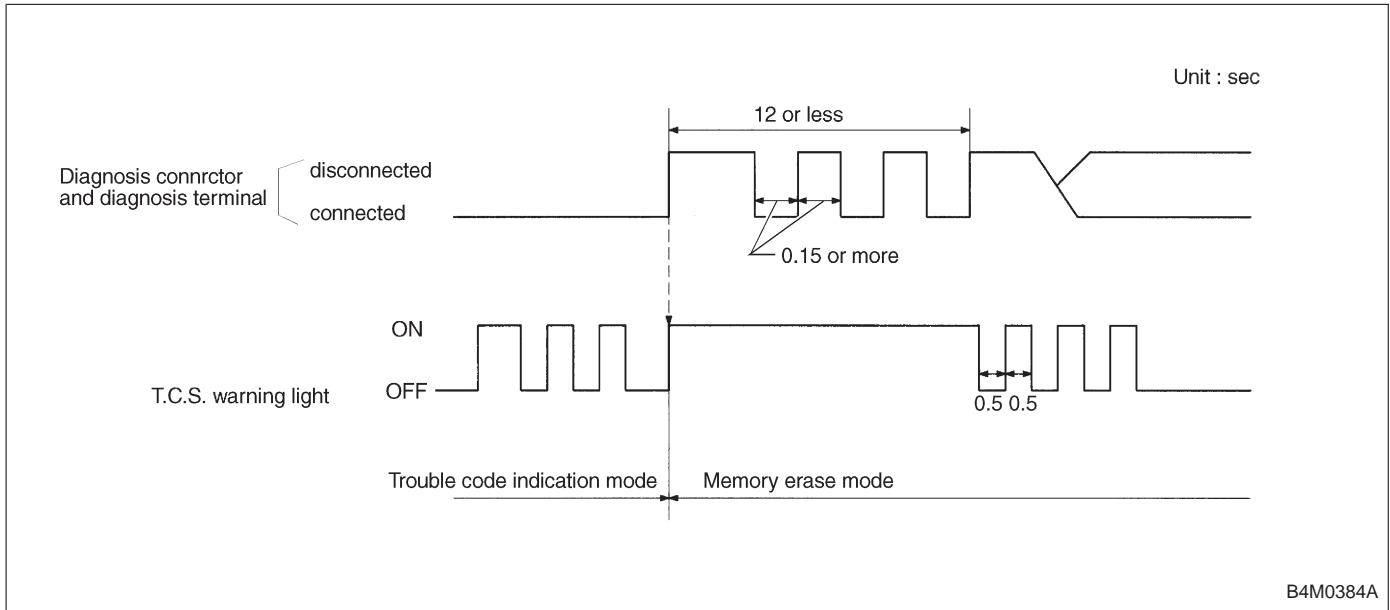 Unit : sec
12 or less
Diagnosis connrctor
and diagnosis terminal
disconnected
connected
0.15 or more
ON
OFF
T.C.S. warning light
0.5 0.5
Trouble code indication mode
Memory erase mode
B4M0384A